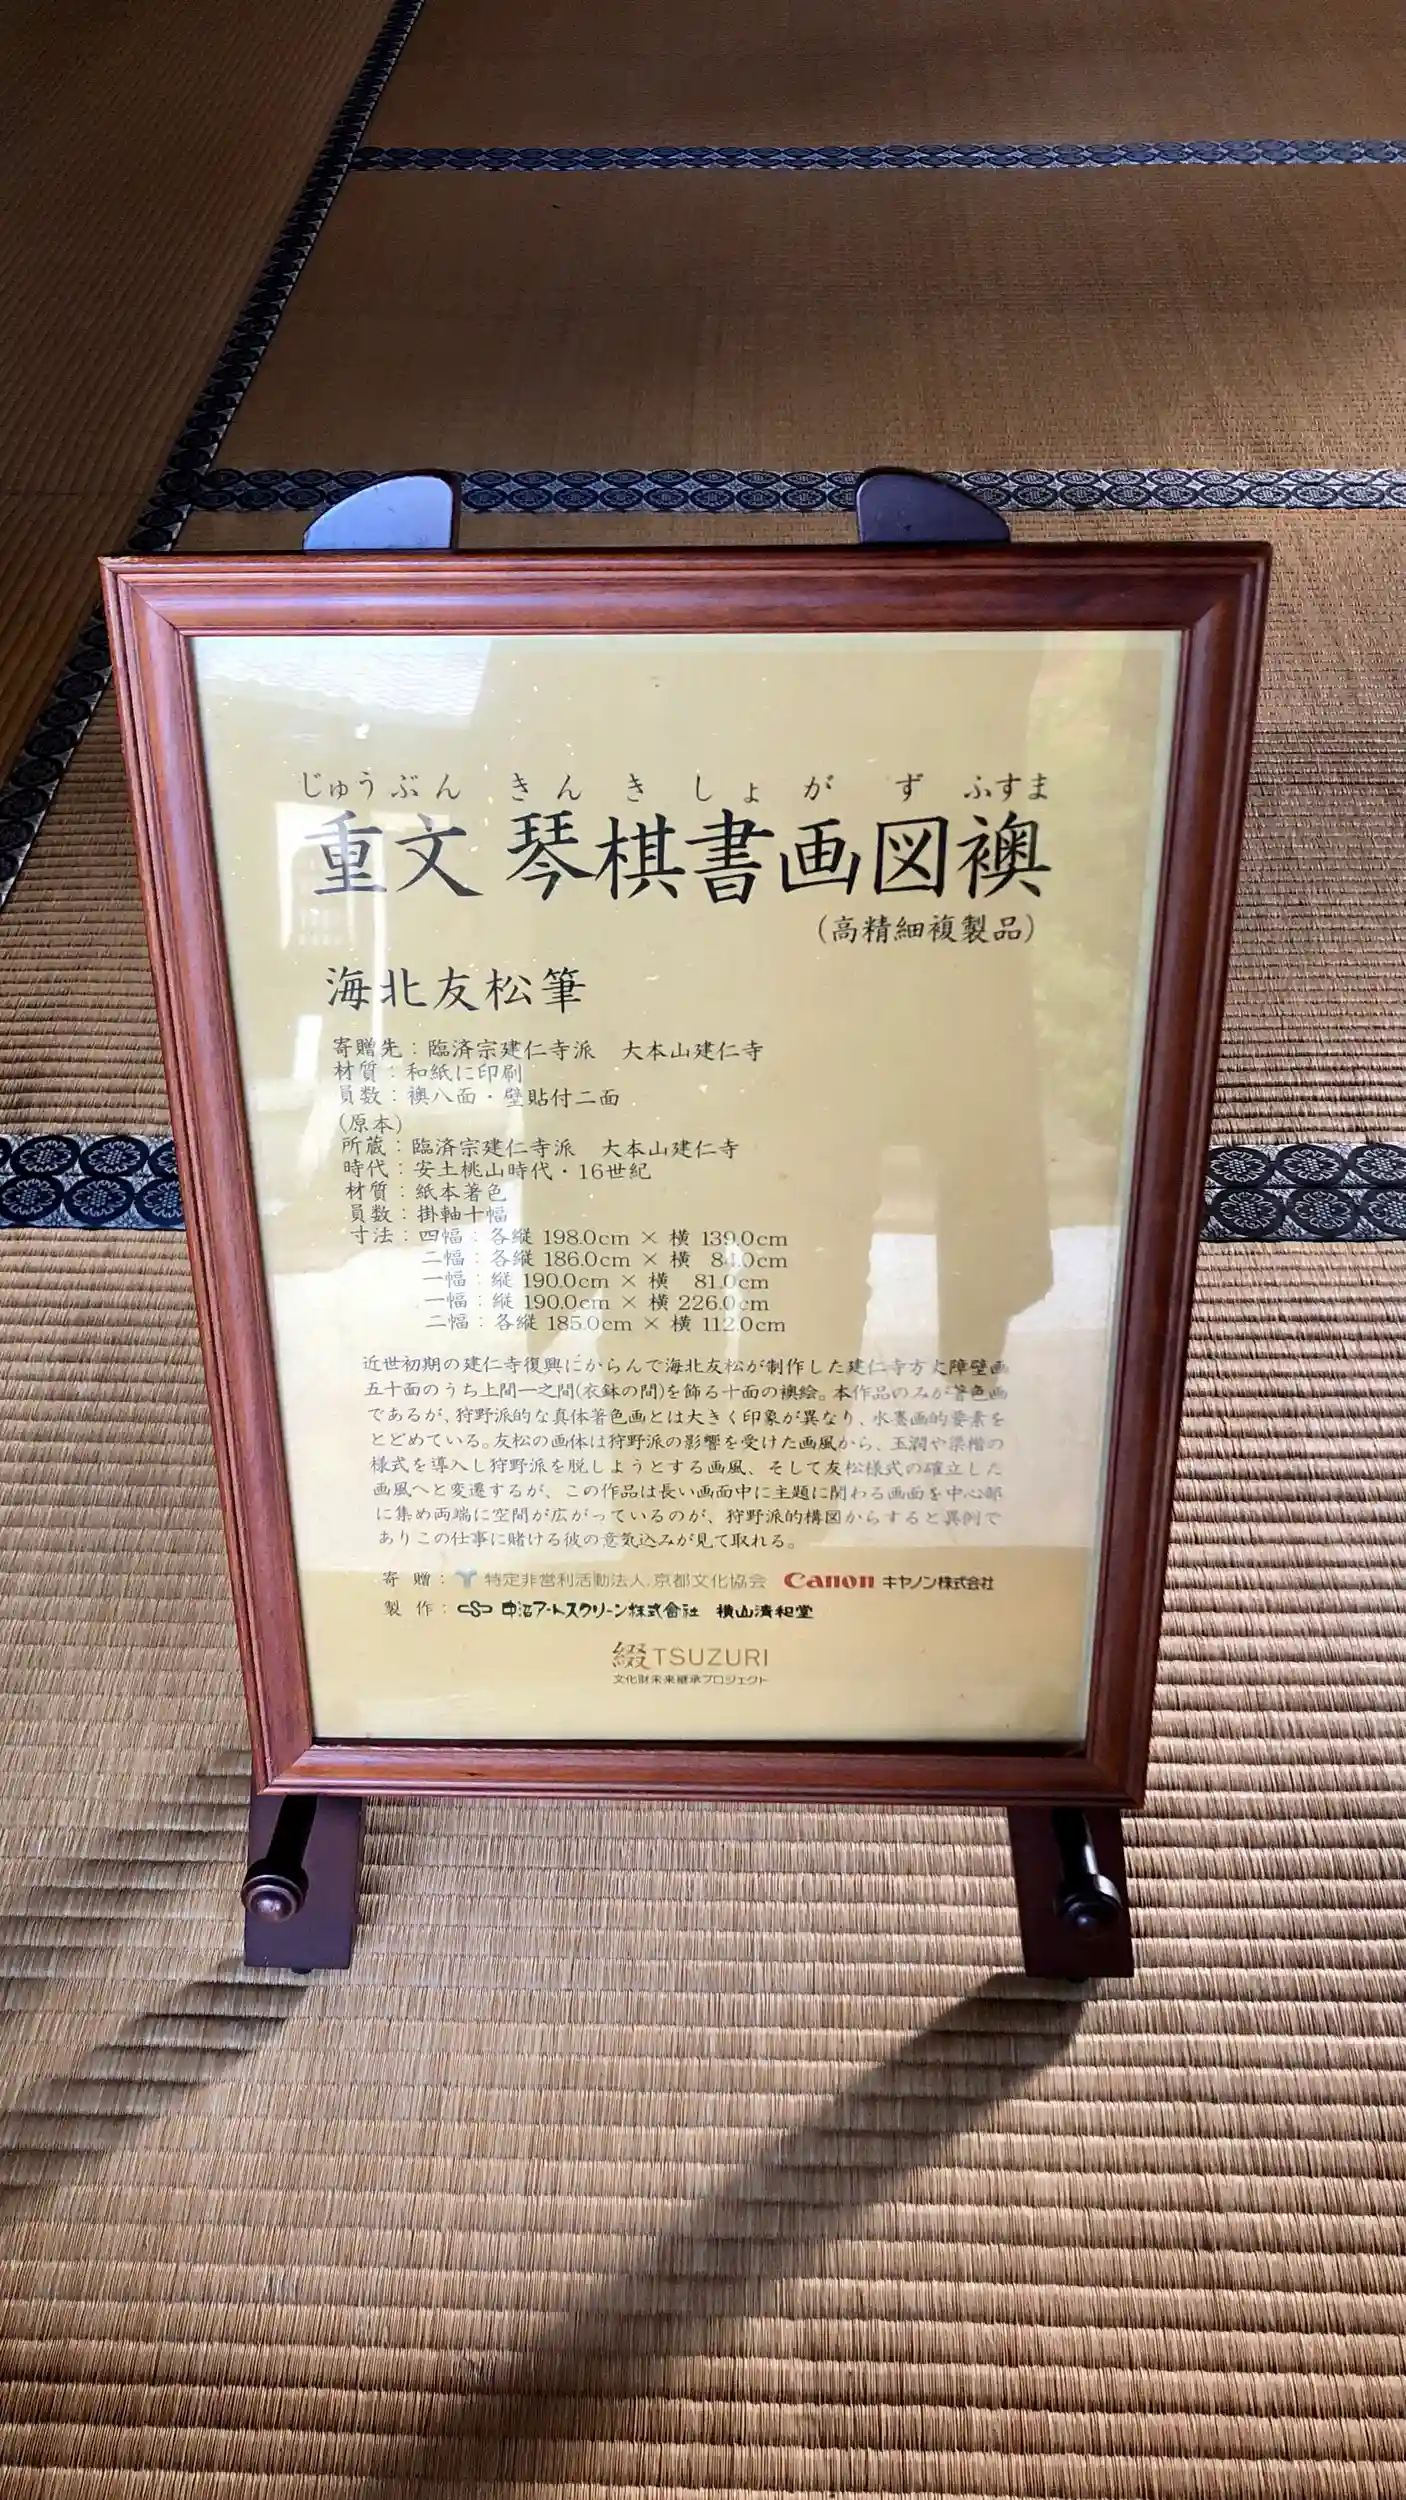 じゅうぶん きんきしょがずふすま
重文 琴棋書画図襖
(高精細複製品)
海北友松筆
寄贈先：臨済宗建仁寺派　大本山建仁寺
材質：和紙に印刷
員数：襖八面・壁貼付二面
(原本)
所蔵：臨済宗建仁寺派　大本山建仁寺
時代：安土桃山時代・16世紀
材質：紙本著色
員数：掛軸十幅
寸法：四幅：各縦 198.0cm × 横 139.0cm
二幅：各縦 186.0cm × 横 84.0cm
一幅：縦 190.0cm × 横 81.0cm
一幅：縦 190.0cm × 横 226.0cm
二幅：各縦 185.0cm × 横 112.0cm
近世初期の建仁寺復興にからんで海北友松が制作した建仁寺方丈障壁画
五十面のうち上間一之間(衣鉢の間)を飾る十面の襖絵。本作品のみが著色画
であるが、狩野派的な真体著色画とは大きく印象が異なり、水墨画的要素を
とどめている。友松の画体は狩野派の影響を受けた画風から、玉澗や梁楷の
様式を導入し狩野派を脱しようとする画風、そして友松様式の確立した
画風へと変遷するが、この作品は長い画面中に主題に関わる画面を中心部
に集め両端に空間が広がっているのが、狩野派的構図からすると異例で
ありこの仕事に賭ける彼の意気込みが見て取れる。
寄 贈：特定非営利活動法人 京都文化協会 Canon キヤノン株式会社
製 作：中沼アートスクリーン株式會社 横山清和堂
綴TSUZURI
文化財未来継承プロジェクト